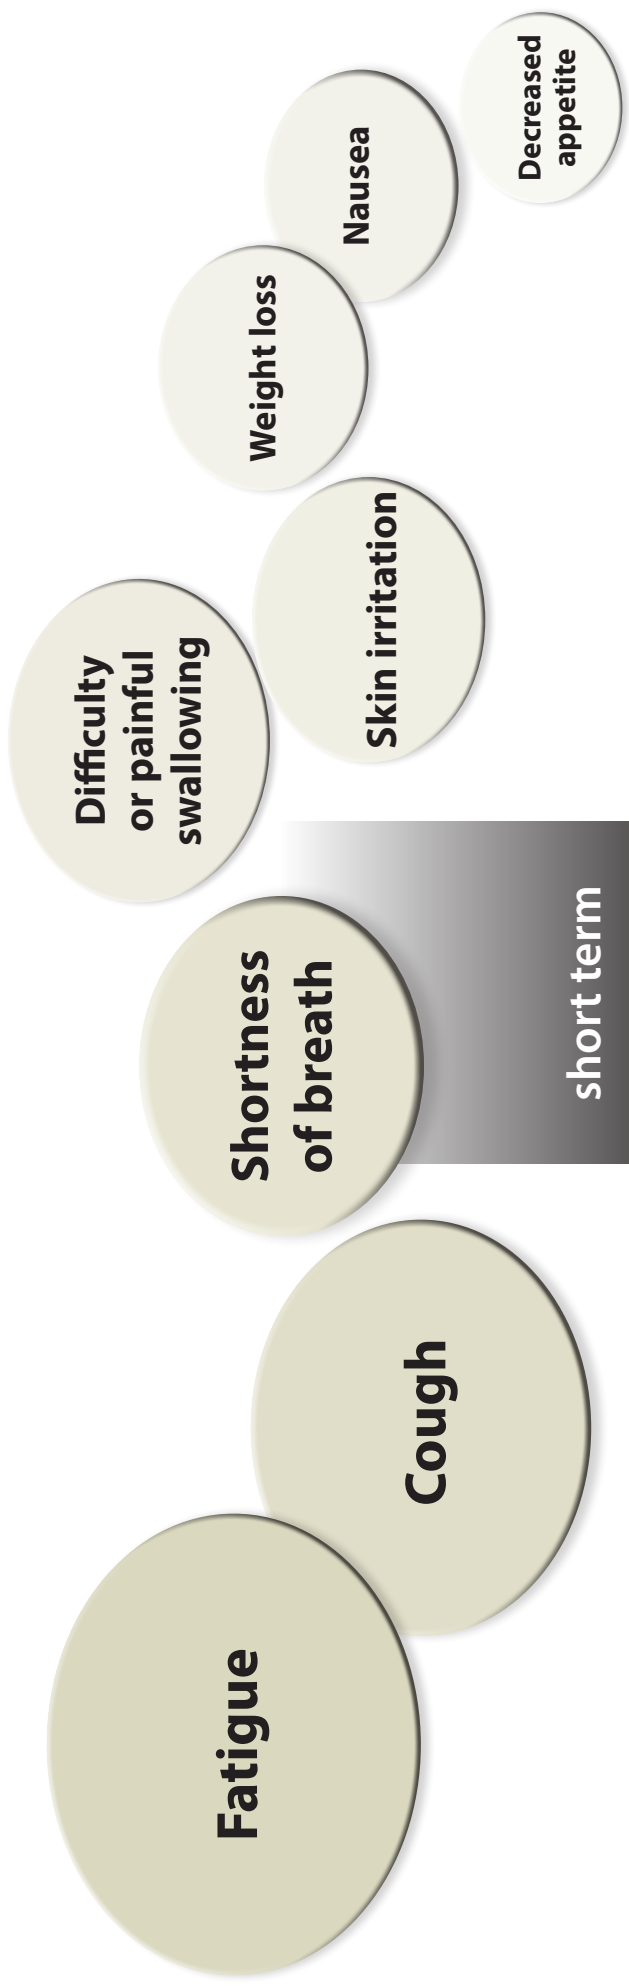 Fatigue
Cough
Shortness
of breath
Difficulty
or painful
swallowing
Skin irritation
Weight loss
Nausea
Decreased
appetite
short term